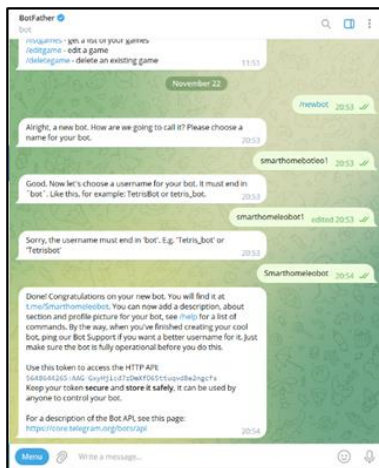 BotFather
bot
/listgames - get a list of your games
/editgame - edit a game
/deletegame - delete an existing game
11:51
November 22
/newbot 20:53
Alright, a new bot. How are we going to call it? Please choose a
name for your bot.
20:53
smarthomebotleo1 20:53
Good. Now let's choose a username for your bot. It must end in
`bot`. Like this, for example: TetrisBot or tetris_bot.
20:53
smarthomeleobot1 edited 20:53
Sorry, the username must end in 'bot'. E.g. 'Tetris_bot' or
'Tetrisbot'
20:53
Smarthomeleobot 20:54
Done! Congratulations on your new bot. You will find it at
t.me/Smarthomeleobot. You can now add a description, about
section and profile picture for your bot, see /help for a list of
commands. By the way, when you've finished creating your cool
bot, ping our Bot Support if you want a better username for it. Just
make sure the bot is fully operational before you do this.
Use this token to access the HTTP API:
Keep your token secure and store it safely, it can be used by
anyone to control your bot.
For a description of the Bot API, see this page:
https://core.telegram.org/bots/api
20:54
Menu
Write a message...